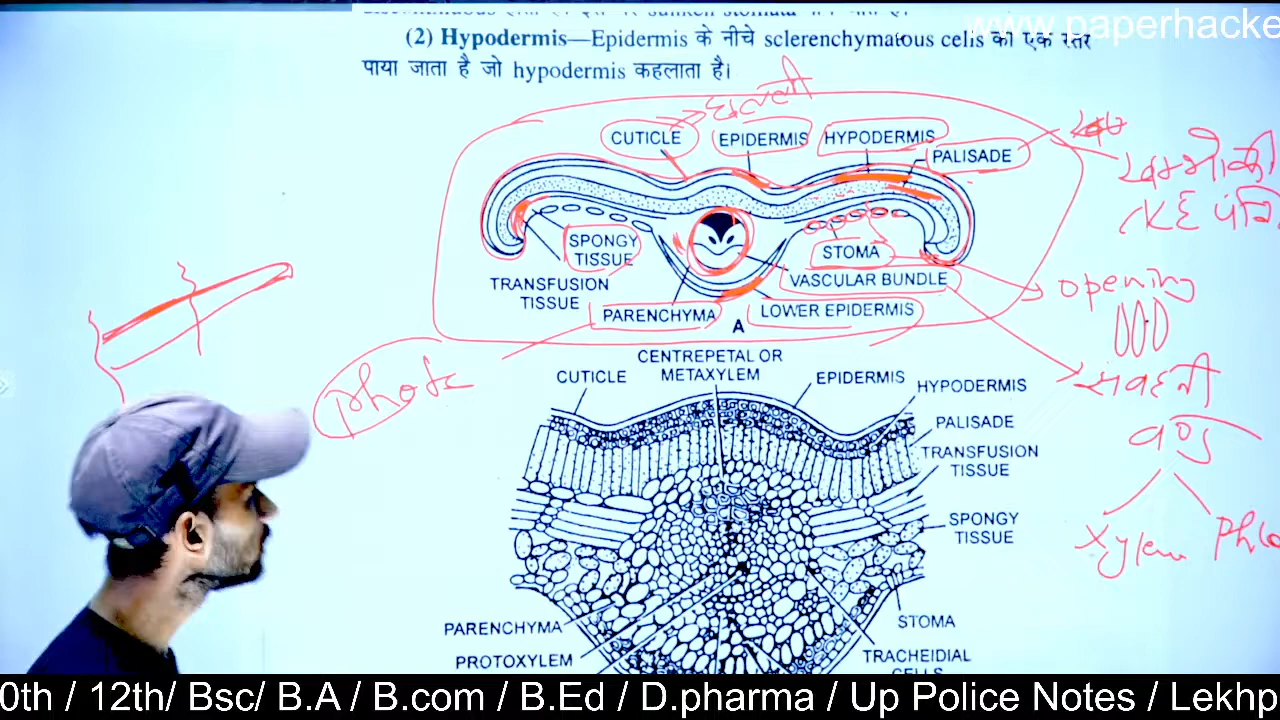 www.paperhacke
(2) Hypodermis—Epidermis के नीचे sclerenchymatous cells की एक स्तर
पाया जाता है जो hypodermis कहलाता है।
CUTICLE
EPIDERMIS
HYPODERMIS
PALISADE
SPONGY
TISSUE
STOMA
TRANSFUSION
TISSUE
VASCULAR BUNDLE
PARENCHYMA
LOWER EPIDERMIS
A
opening
संवहनी
Xylem
CENTREPETAL OR
METAXYLEM
CUTICLE
EPIDERMIS
HYPODERMIS
PALISADE
TRANSFUSION
TISSUE
SPONGY
TISSUE
STOMA
PARENCHYMA
PROTOXYLEM
TRACHEIDIAL
0th / 12th/ Bsc/ B.A / B.com / B.Ed / D.pharma / Up Police Notes / Lekhp